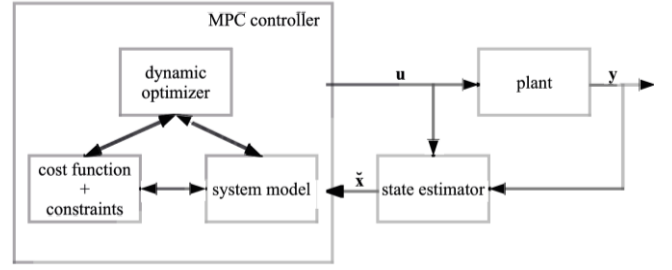 MPC controller
dynamic
optimizer
u
plant
y
cost function
+
constraints
system model
x̌
state estimator